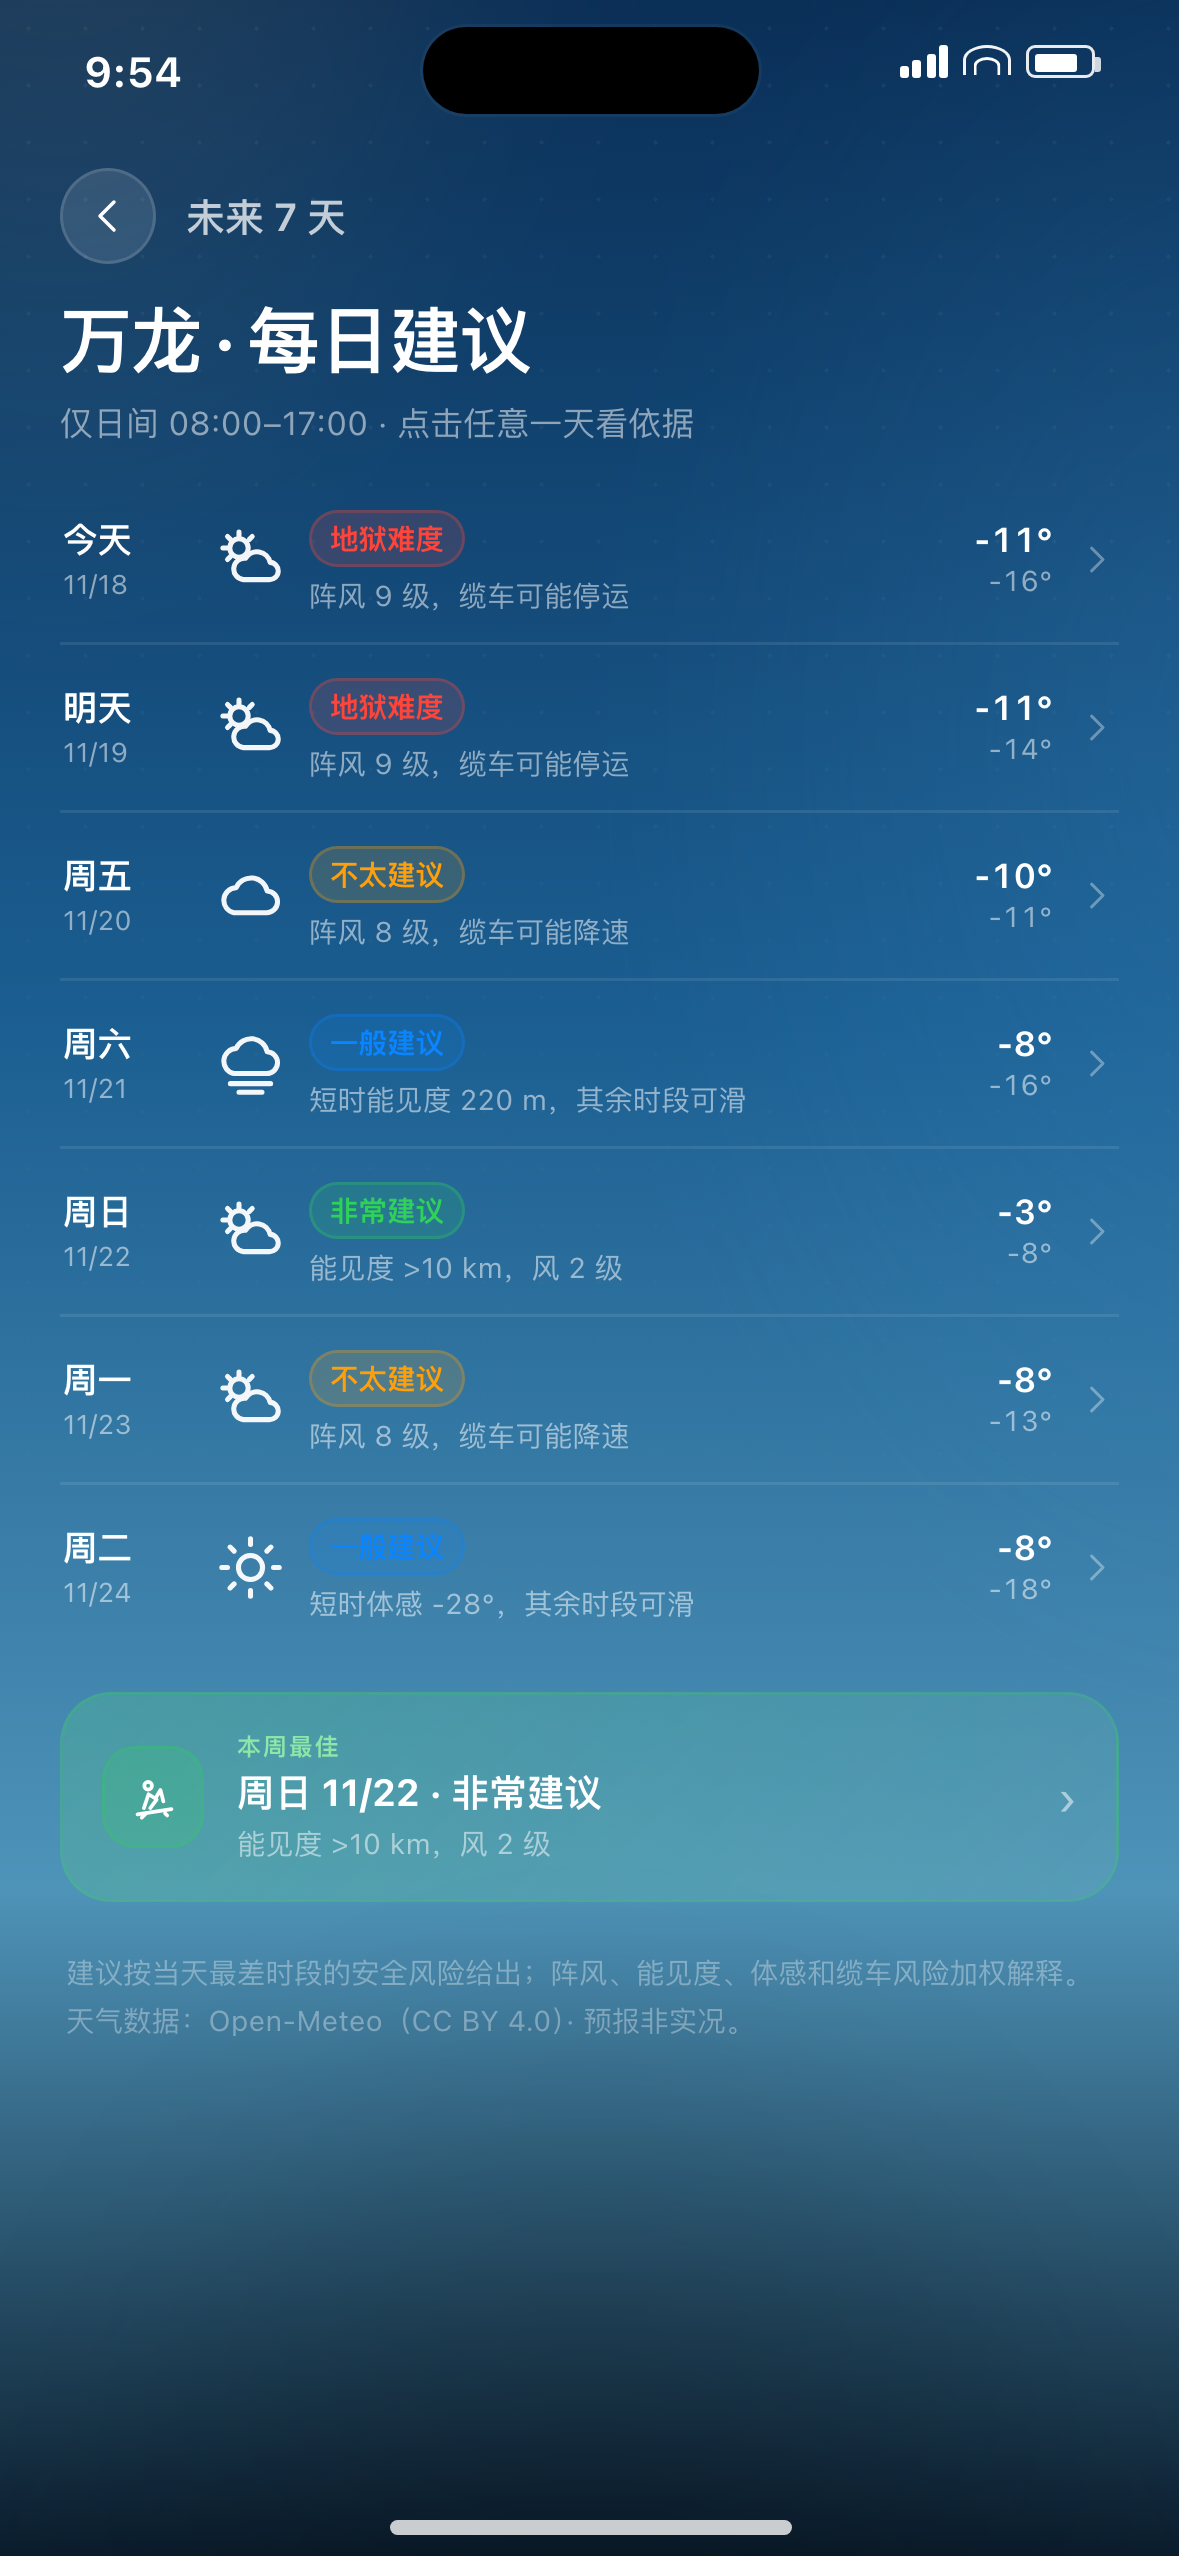 9:54
未来 7 天
万龙 · 每日建议
仅日间 08:00–17:00 · 点击任意一天看依据
今天
11/18
地狱难度
阵风 9 级，缆车可能停运
-11°
-16°
明天
11/19
地狱难度
阵风 9 级，缆车可能停运
-11°
-14°
周五
11/20
不太建议
阵风 8 级，缆车可能降速
-10°
-11°
周六
11/21
一般建议
短时能见度 220 m，其余时段可滑
-8°
-16°
周日
11/22
非常建议
能见度 >10 km，风 2 级
-3°
-8°
周一
11/23
不太建议
阵风 8 级，缆车可能降速
-8°
-13°
周二
11/24
一般建议
短时体感 -28°，其余时段可滑
-8°
-18°
本周最佳
周日 11/22 · 非常建议
能见度 >10 km，风 2 级
建议按当天最差时段的安全风险给出；阵风、能见度、体感和缆车风险加权解释。
天气数据：Open-Meteo（CC BY 4.0）· 预报非实况。